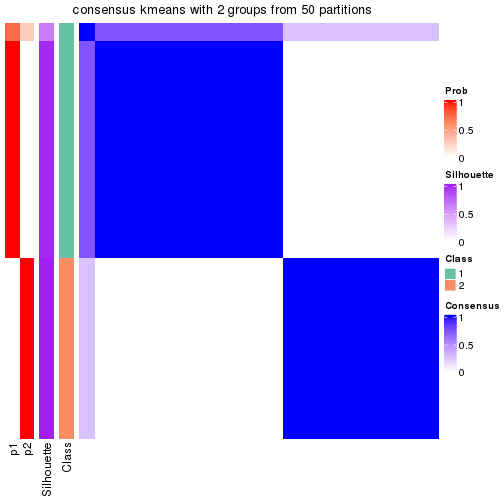 consensus kmeans with 2 groups from 50 partitions
Prob
1
0.5
0
Silhouette
1
0.5
0
Class
1
2
Consensus
1
0.5
0
p1
p2
Silhouette
Class